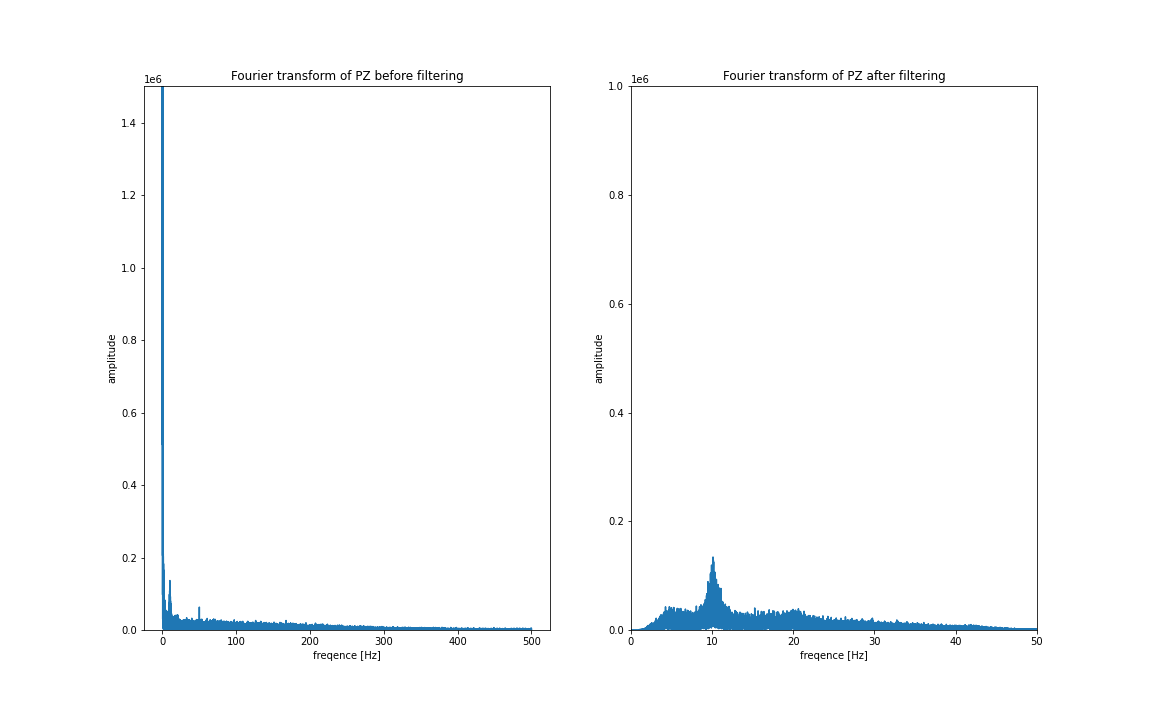 Fourier transform of PZ before filtering
1e6
1.4
1.2
1.0
0.8
0.6
0.4
0.2
0.0
amplitude
0 100 200 300 400 500
freqence [Hz]
Fourier transform of PZ after filtering
1e6
1.0
0.8
0.6
0.4
0.2
0.0
amplitude
0 10 20 30 40 50
freqence [Hz]